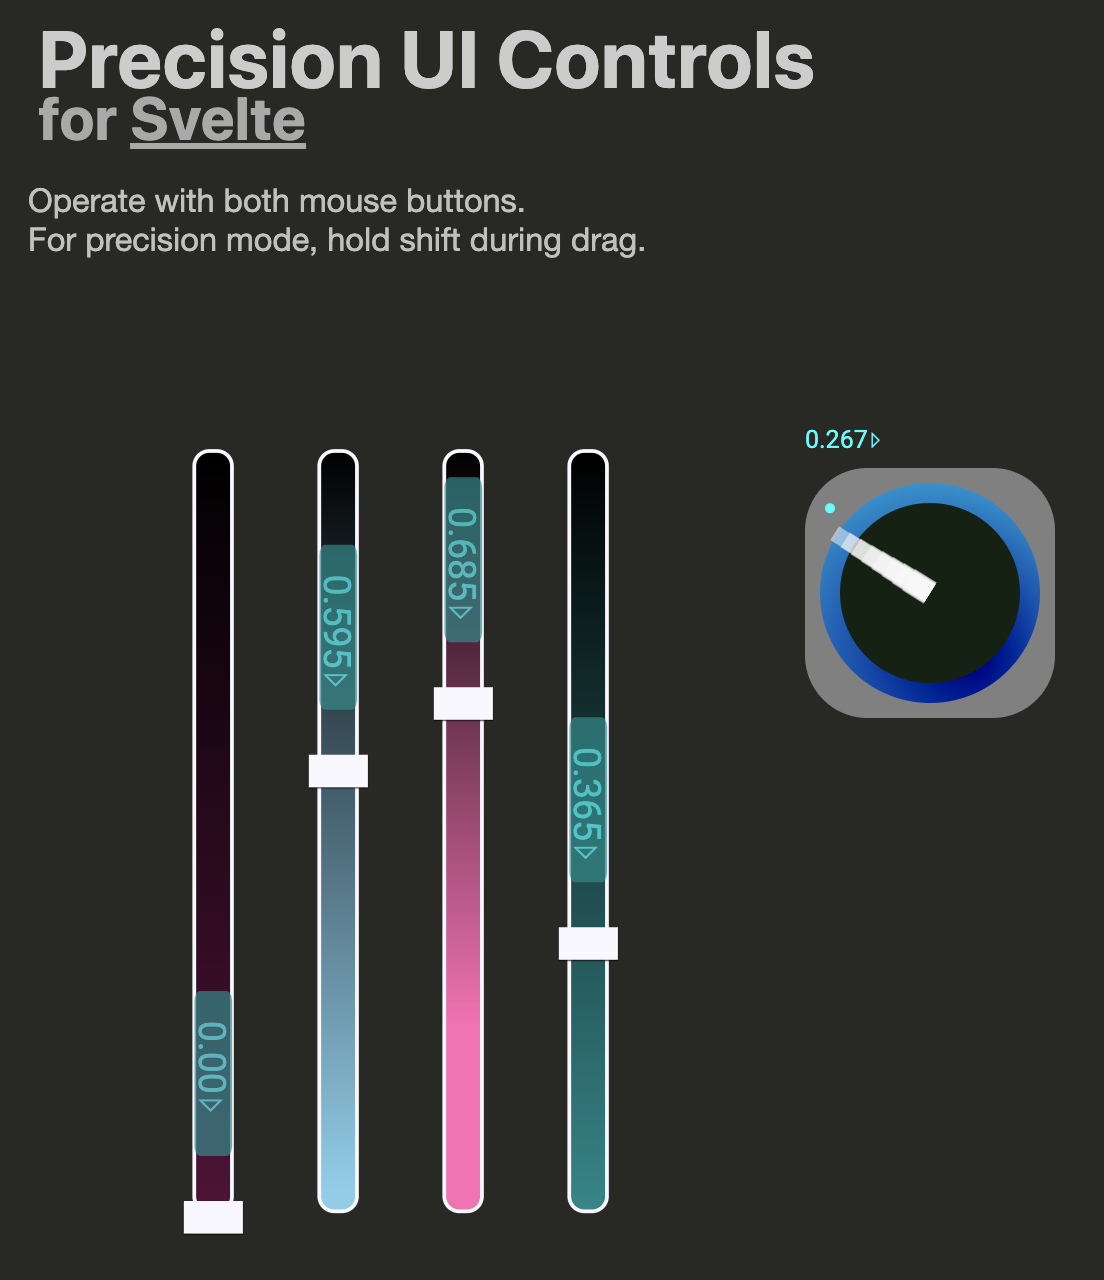 Precision UI Controls
for Svelte
Operate with both mouse buttons.
For precision mode, hold shift during drag.
0.267▹
0.00▹
0.595▹
0.685▹
0.365▹